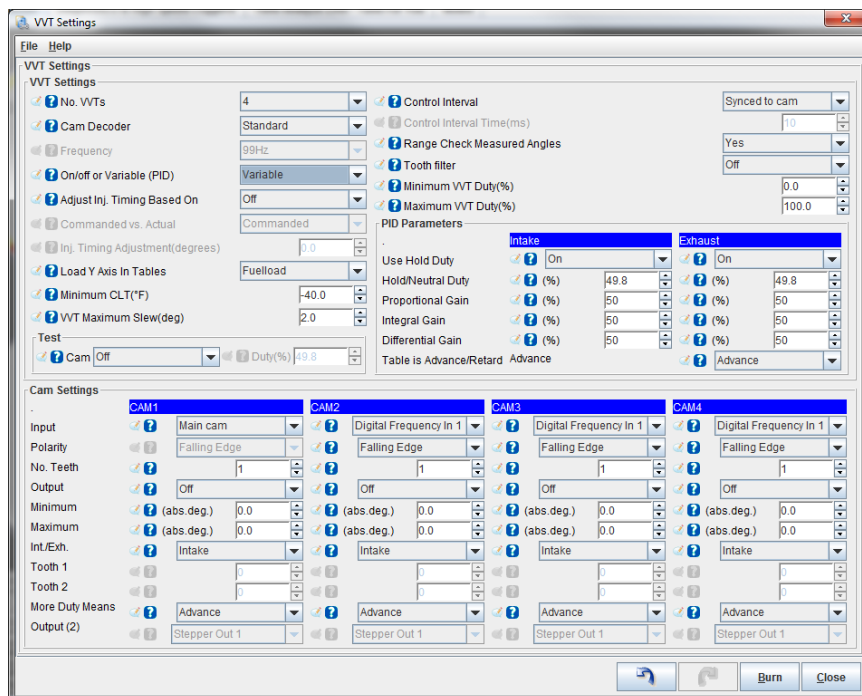 VVT Settings
File Help
VVT Settings
VVT Settings
No. VVTs 4
Cam Decoder Standard
Frequency 99Hz
On/off or Variable (PID) Variable
Adjust Inj. Timing Based On Off
Commanded vs. Actual Commanded
Inj. Timing Adjustment(degrees) 0.0
Load Y Axis In Tables Fuelload
Minimum CLT(°F) -40.0
VVT Maximum Slew(deg) 2.0
Test
Cam Off Duty(%) 49.8
Control Interval Synced to cam
Control Interval Time(ms) 10
Range Check Measured Angles Yes
Tooth filter Off
Minimum VVT Duty(%) 0.0
Maximum VVT Duty(%) 100.0
PID Parameters
. Intake Exhaust
Use Hold Duty On On
Hold/Neutral Duty (%) 49.8 (%) 49.8
Proportional Gain (%) 50 (%) 50
Integral Gain (%) 50 (%) 50
Differential Gain (%) 50 (%) 50
Table is Advance/Retard Advance Advance
Cam Settings
. CAM1 CAM2 CAM3 CAM4
Input Main cam Digital Frequency In 1 Digital Frequency In 1 Digital Frequency In 1
Polarity Falling Edge Falling Edge Falling Edge Falling Edge
No. Teeth 1 1 1 1
Output Off Off Off Off
Minimum (abs.deg.) 0.0 (abs.deg.) 0.0 (abs.deg.) 0.0 (abs.deg.) 0.0
Maximum (abs.deg.) 0.0 (abs.deg.) 0.0 (abs.deg.) 0.0 (abs.deg.) 0.0
Int./Exh. Intake Intake Intake Intake
Tooth 1 0 0 0 0
Tooth 2 0 0 0 0
More Duty Means Advance Advance Advance Advance
Output (2) Stepper Out 1 Stepper Out 1 Stepper Out 1 Stepper Out 1
Burn Close